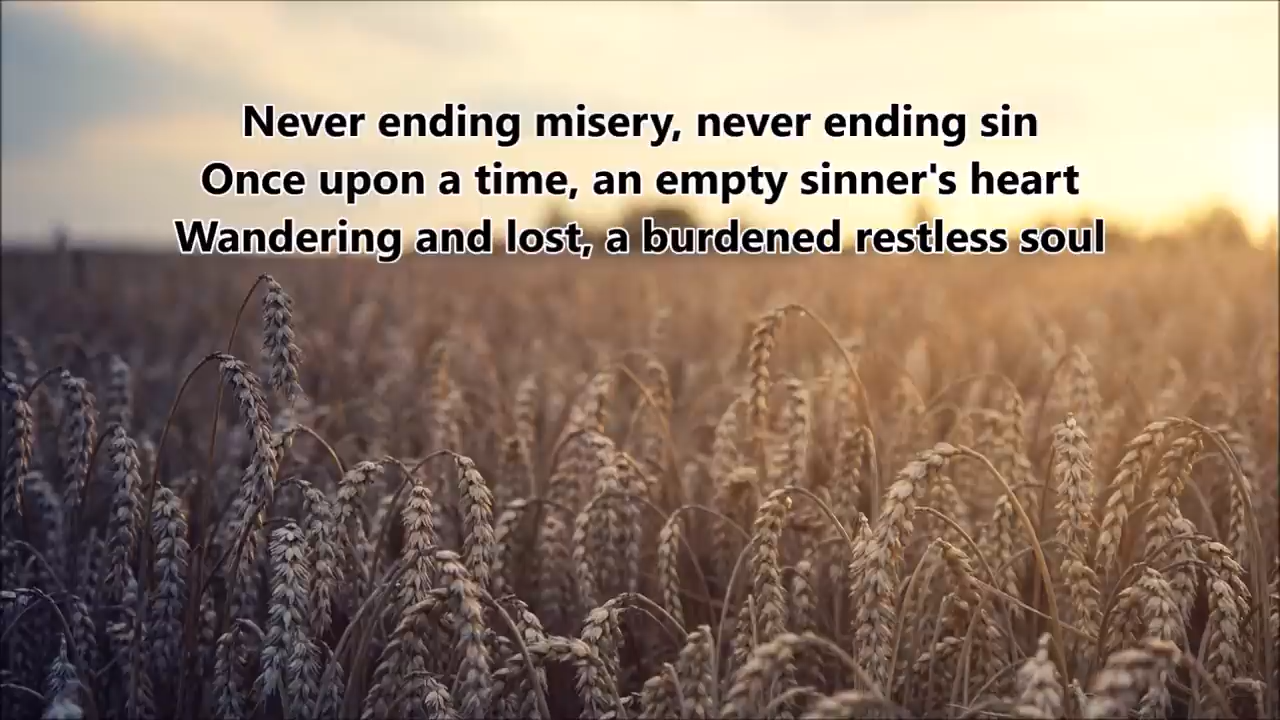 Never ending misery, never ending sin
Once upon a time, an empty sinner's heart
Wandering and lost, a burdened restless soul